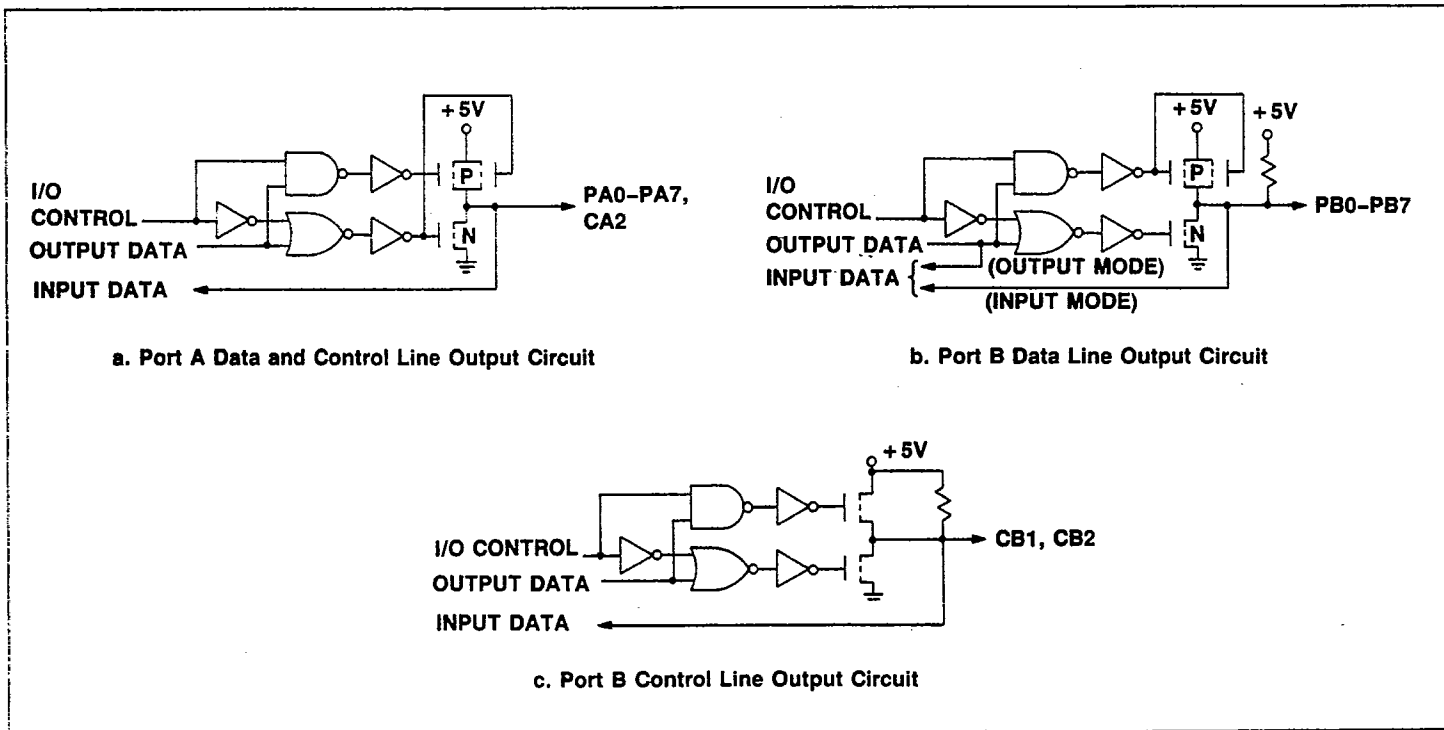 +5V
P
I/O
CONTROL
N
PA0-PA7,
CA2
OUTPUT DATA
INPUT DATA
a. Port A Data and Control Line Output Circuit
+5V
+5V
P
I/O
CONTROL
N
PB0-PB7
OUTPUT DATA
(OUTPUT MODE)
INPUT DATA {
(INPUT MODE)
b. Port B Data Line Output Circuit
+5V
I/O CONTROL
CB1, CB2
OUTPUT DATA
INPUT DATA
c. Port B Control Line Output Circuit